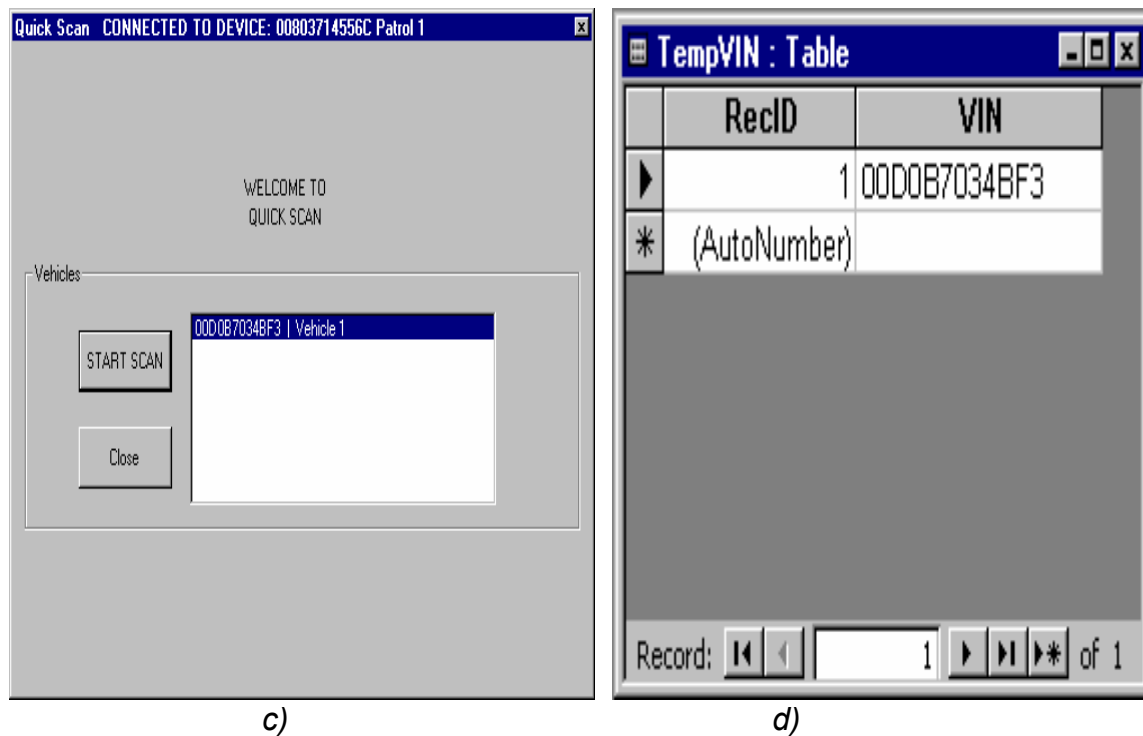 Quick Scan CONNECTED TO DEVICE: 00803714556C Patrol 1
WELCOME TO
QUICK SCAN
Vehicles
START SCAN
00D0B7034BF3 | Vehicle 1
Close
c)
TempVIN : Table
RecID VIN
1 00D0B7034BF3
(AutoNumber)
Record: 1 of 1
d)